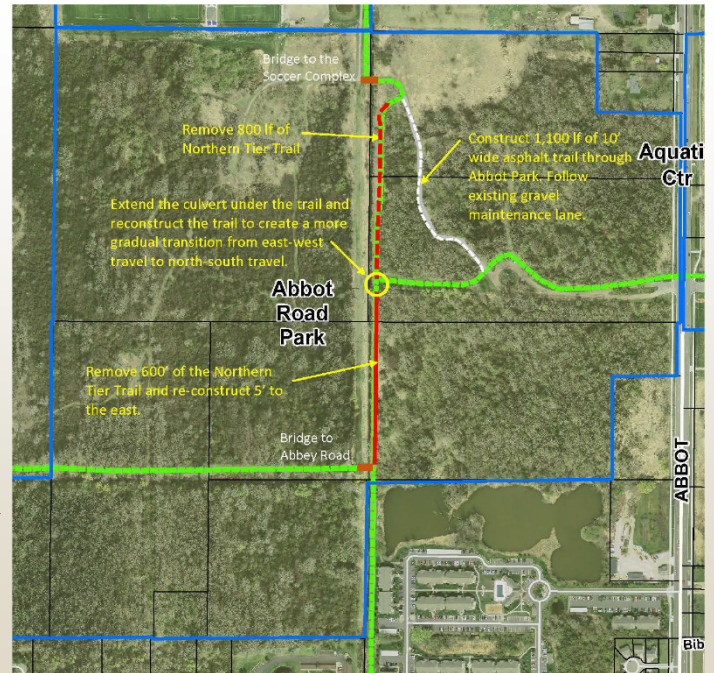 Bridge to the
Soccer Complex
Remove 800 lf of
Northern Tier Trail
Construct 1,100 lf of 10'
wide asphalt trail through
Abbot Park. Follow
existing gravel
maintenance lane.
Aquati
Ctr
Extend the culvert under the trail and
reconstruct the trail to create a more
gradual transition from east-west
travel to north-south travel.
Abbot
Road
Park
Remove 600' of the Northern
Tier Trail and re-construct 5' to
the east.
Bridge to
Abbey Road
ABBOT
Bib